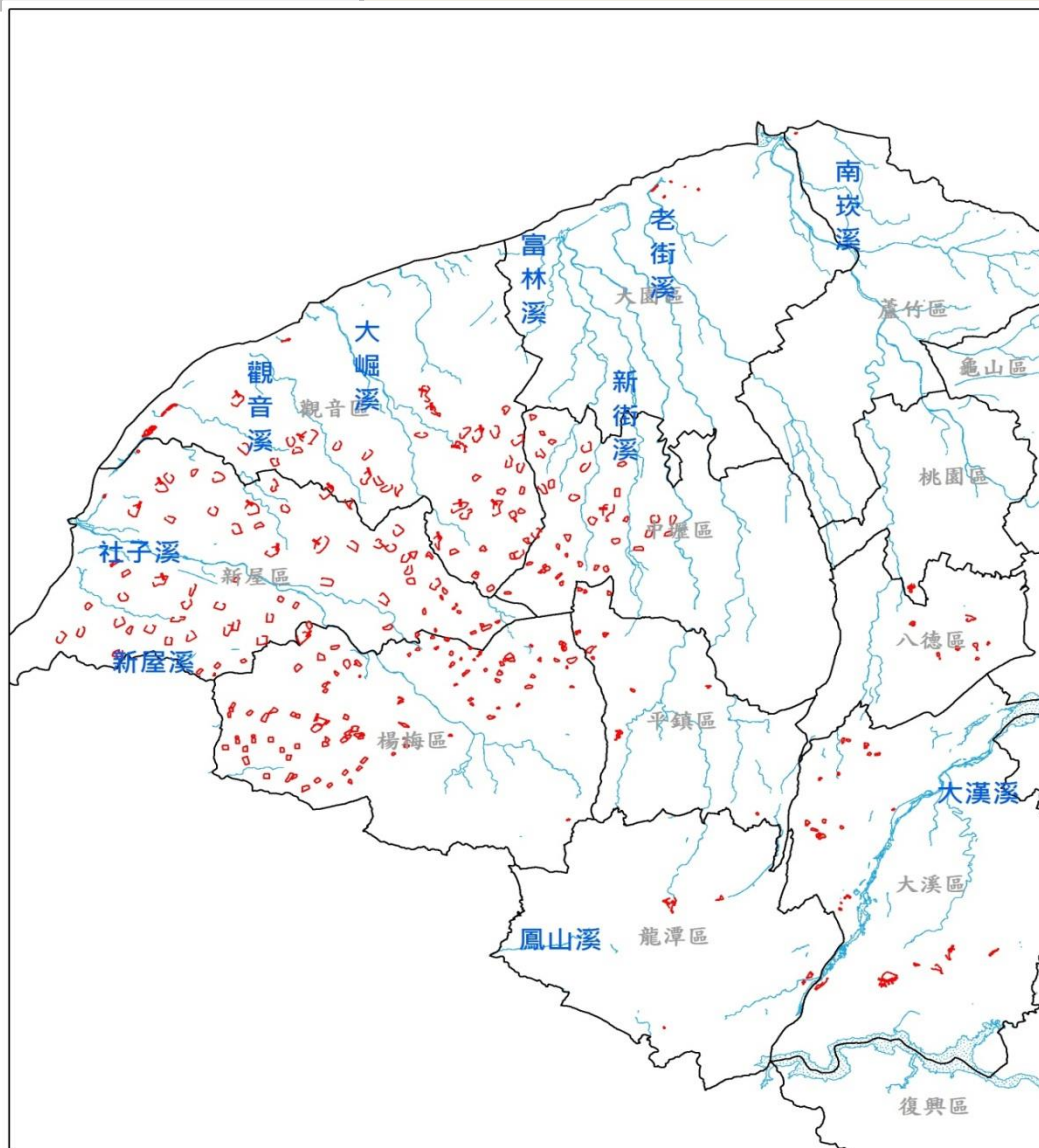 南崁溪
老街溪
富林溪
大園區
蘆竹區
大崛溪
觀音溪
龜山區
新街溪
觀音區
桃園區
中壢區
社子溪
新屋區
八德區
新屋溪
平鎮區
楊梅區
大漢溪
大溪區
鳳山溪
龍潭區
復興區